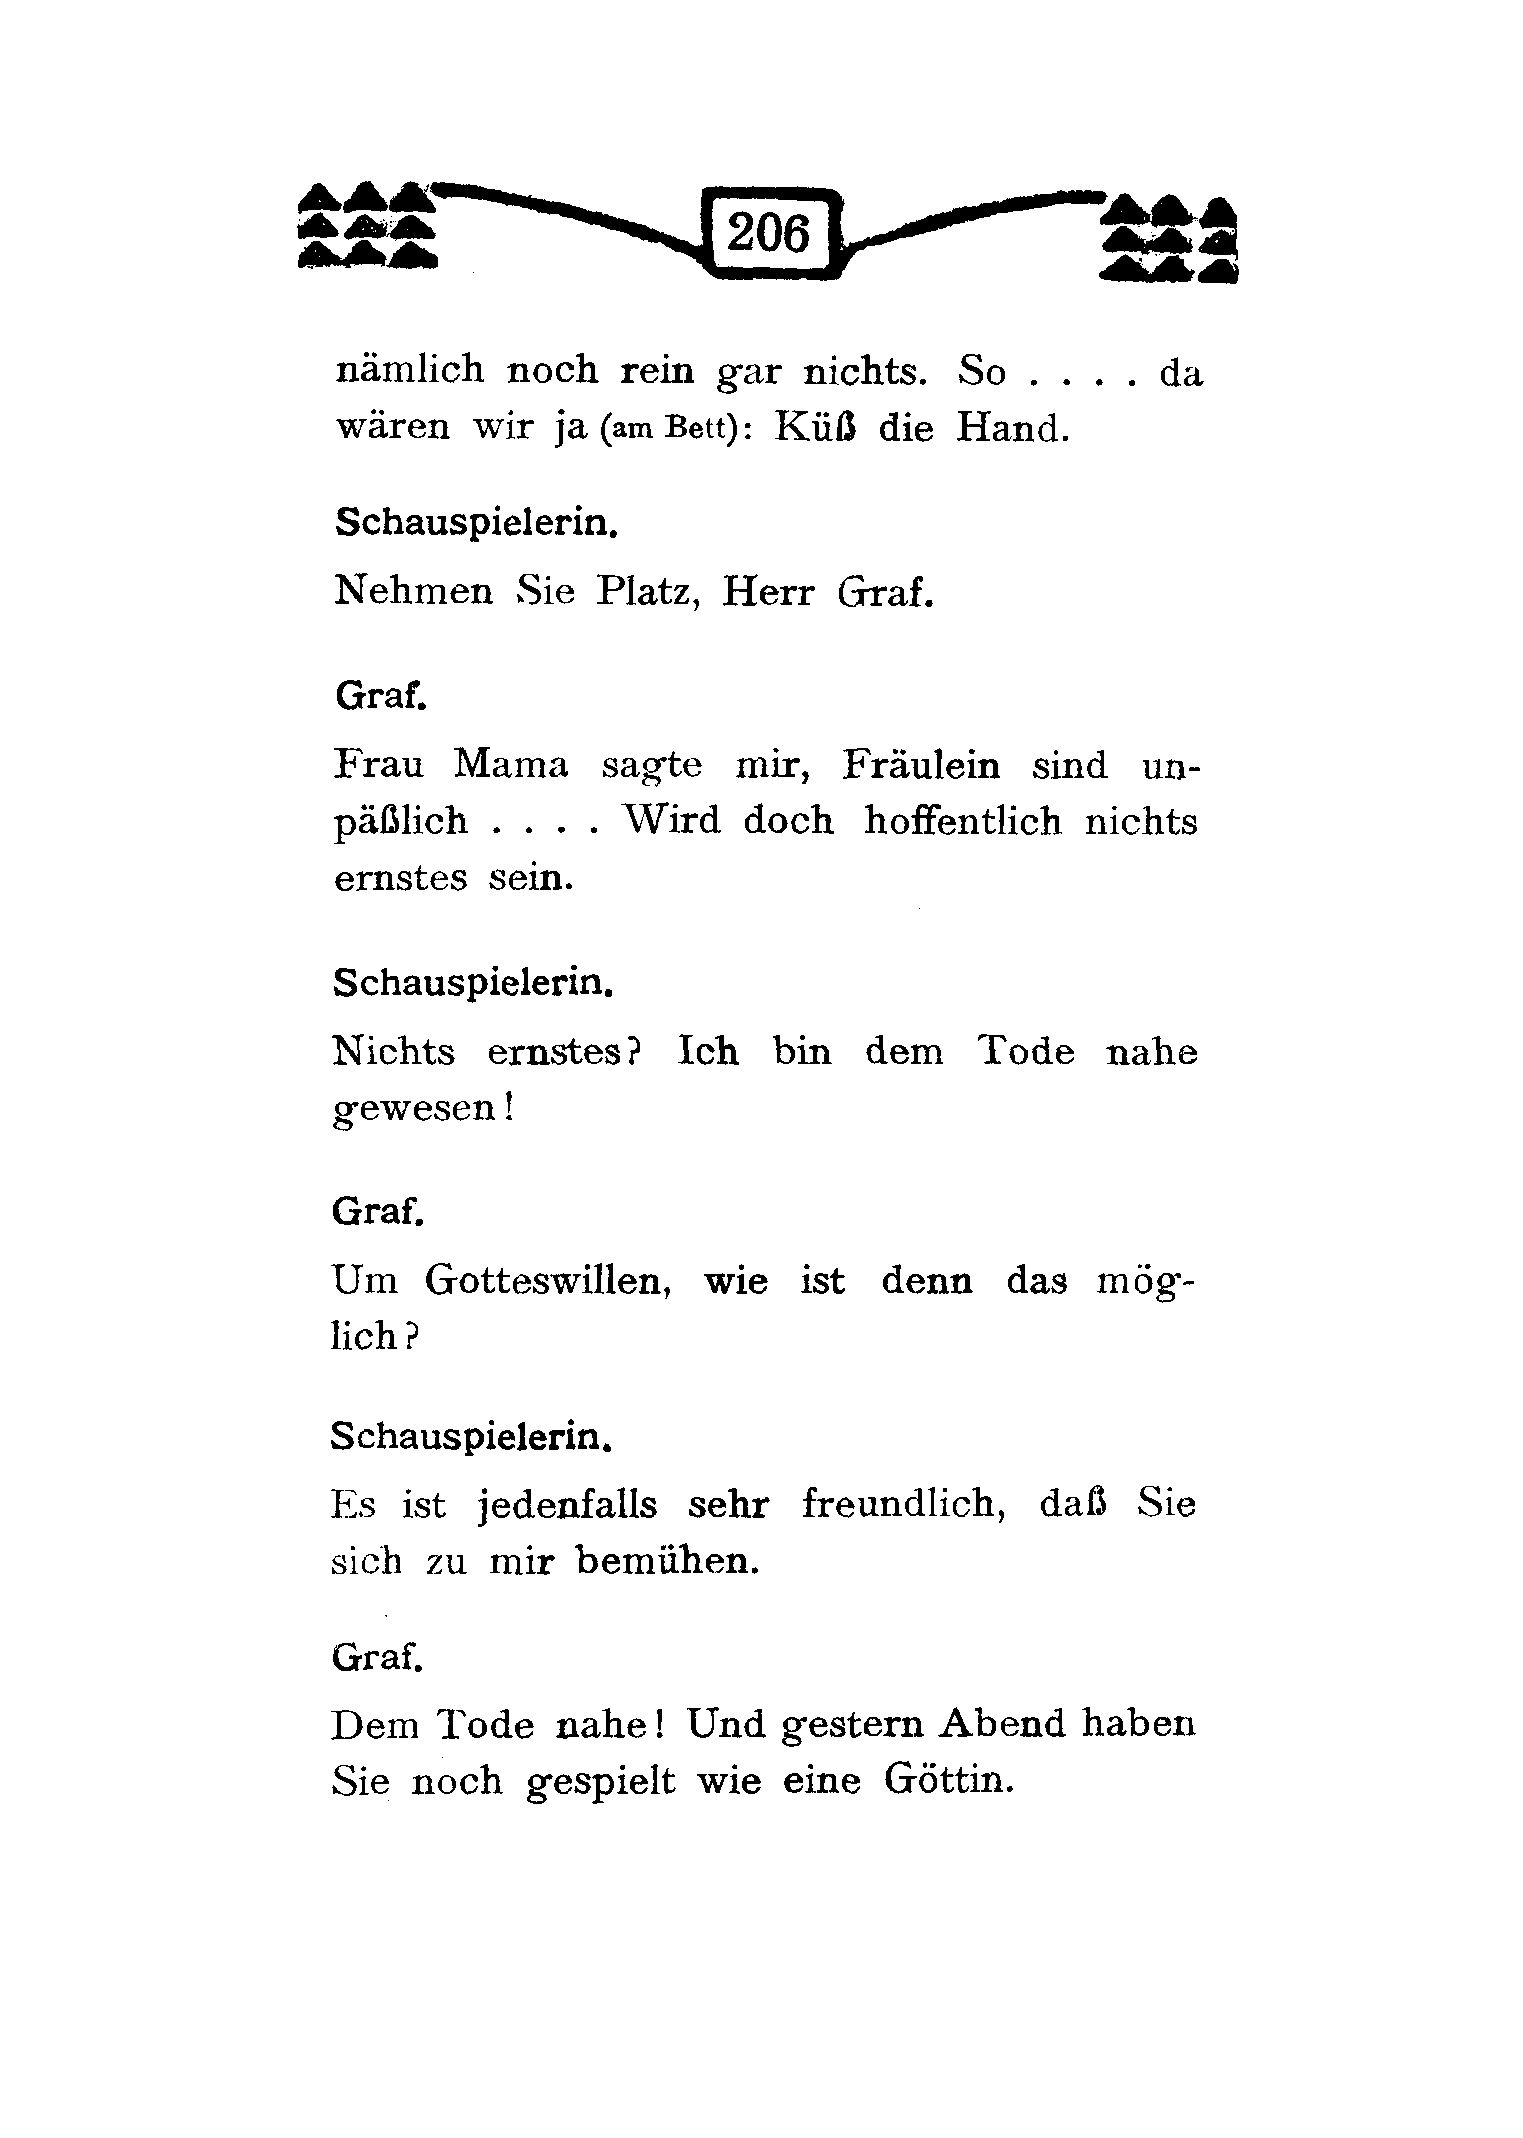 206
nämlich noch rein gar nichts. So . . . . da
wären wir ja (am Bett): Küß die Hand.
Schauspielerin.
Nehmen Sie Platz, Herr Graf.
Graf.
Frau Mama sagte mir, Fräulein sind un-
päßlich . . . . Wird doch hoffentlich nichts
ernstes sein.
Schauspielerin.
Nichts ernstes? Ich bin dem Tode nahe
gewesen!
Graf.
Um Gotteswillen, wie ist denn das mög-
lich?
Schauspielerin.
Es ist jedenfalls sehr freundlich, daß Sie
sich zu mir bemühen.
Graf.
Dem Tode nahe! Und gestern Abend haben
Sie noch gespielt wie eine Göttin.